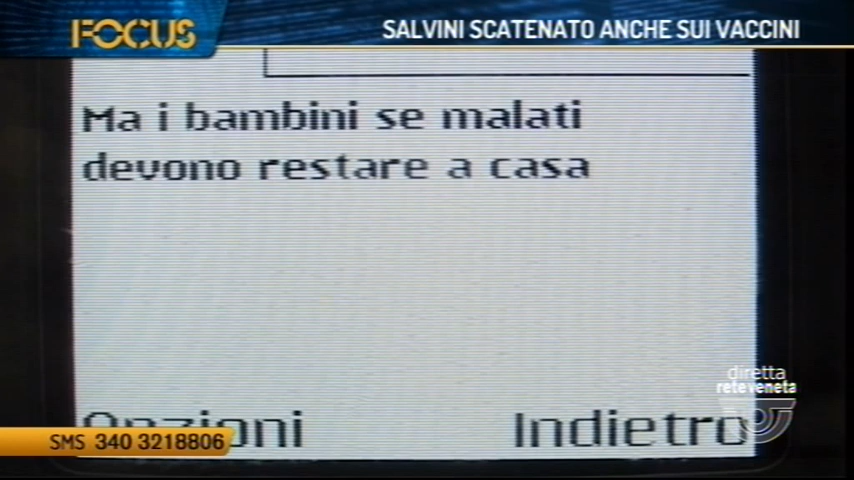 FOCUS
SALVINI SCATENATO ANCHE SUI VACCINI
Ma i bambini se malati
devono restare a casa
diretta
reteveneta
Opzioni
Indietro
SMS 340 3218806